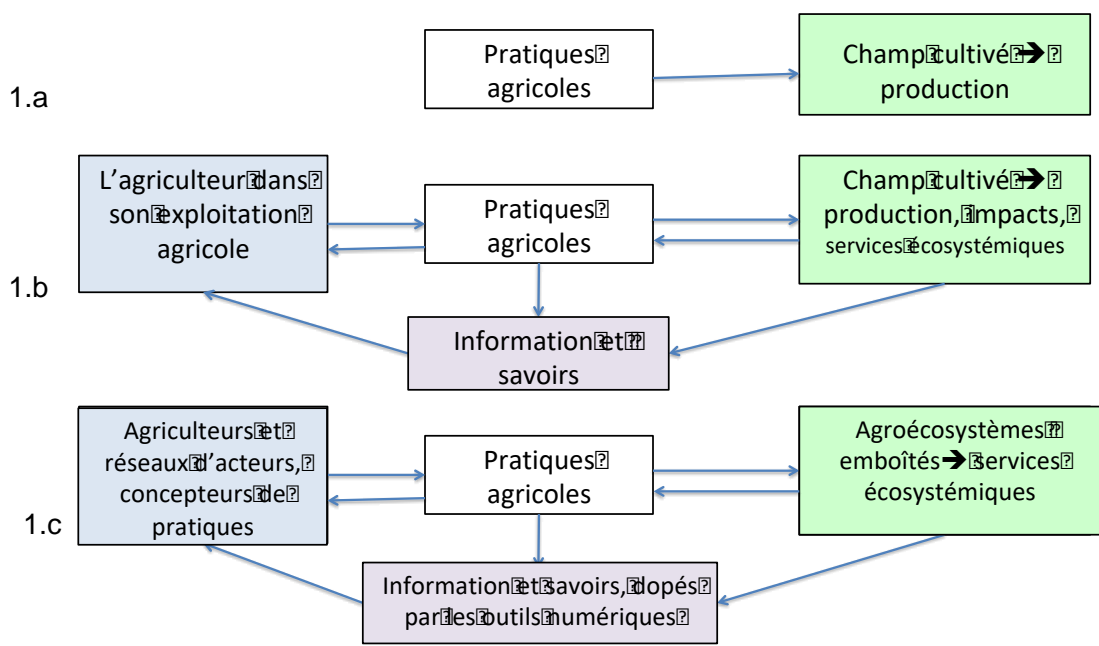 Pratiques
agricoles
Champ cultivé ➔
production
1.a
L’agriculteur dans
son exploitation
agricole
Pratiques
agricoles
Champ cultivé ➔
production, impacts,
services écosystémiques
1.b
Information et
savoirs
Agriculteurs et
réseaux d’acteurs,
concepteurs de
pratiques
Pratiques
agricoles
Agroécosystèmes
emboîtés ➔ services
écosystémiques
1.c
Information et savoirs, dopés
par les outils numériques